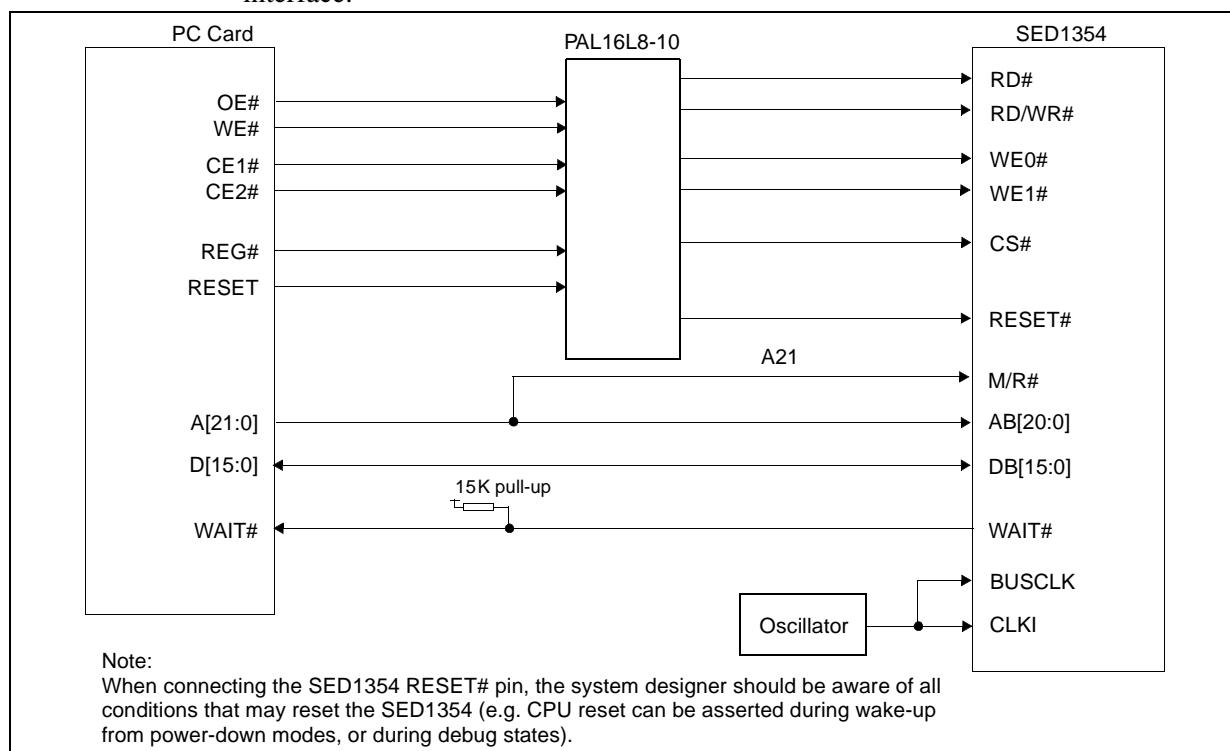 interface.
PC Card
PAL16L8-10
SED1354
OE#
WE#
CE1#
CE2#
REG#
RESET
A[21:0]
D[15:0]
WAIT#
RD#
RD/WR#
WE0#
WE1#
CS#
RESET#
A21
M/R#
AB[20:0]
DB[15:0]
15K pull-up
WAIT#
BUSCLK
Oscillator
CLKI
Note:
When connecting the SED1354 RESET# pin, the system designer should be aware of all
conditions that may reset the SED1354 (e.g. CPU reset can be asserted during wake-up
from power-down modes, or during debug states).